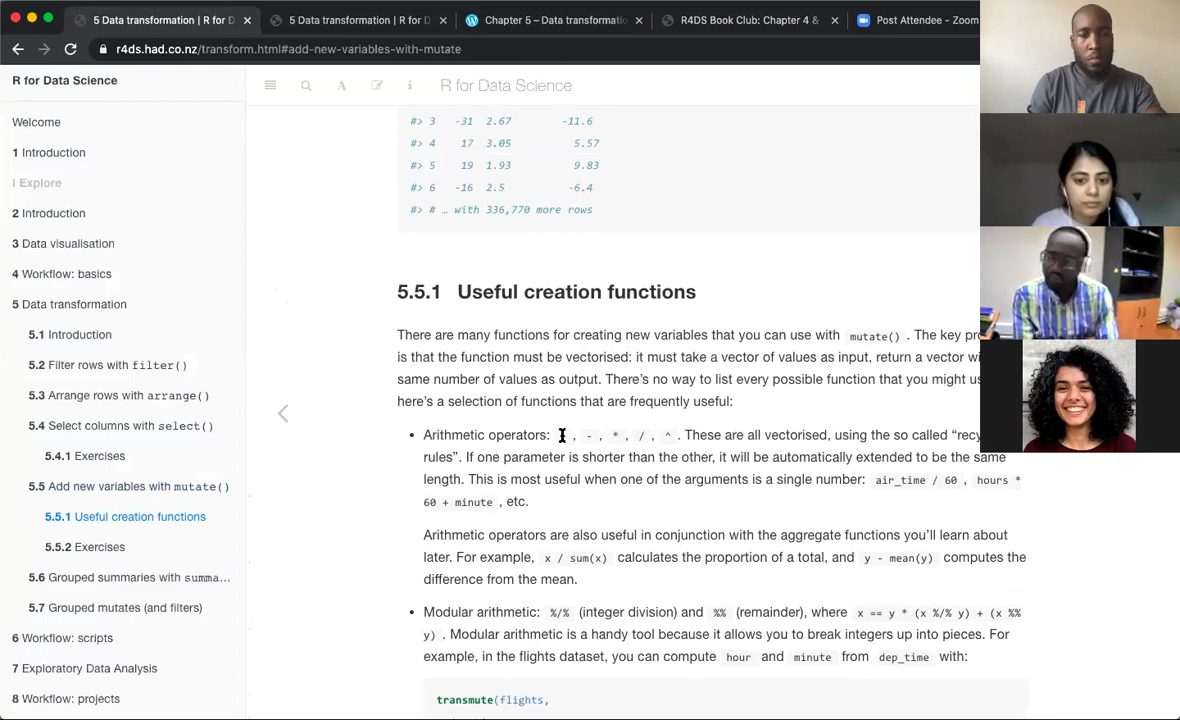 5 Data transformation | R for D
5 Data transformation | R for D
Chapter 5 – Data transformatio
R4DS Book Club: Chapter 4 &
Post Attendee - Zoom
r4ds.had.co.nz/transform.html#add-new-variables-with-mutate
R for Data Science
Welcome
1 Introduction
I Explore
2 Introduction
3 Data visualisation
4 Workflow: basics
5 Data transformation
5.1 Introduction
5.2 Filter rows with filter()
5.3 Arrange rows with arrange()
5.4 Select columns with select()
5.4.1 Exercises
5.5 Add new variables with mutate()
5.5.1 Useful creation functions
5.5.2 Exercises
5.6 Grouped summaries with summa...
5.7 Grouped mutates (and filters)
6 Workflow: scripts
7 Exploratory Data Analysis
8 Workflow: projects
R for Data Science
#> 3 -31 2.67 -11.6
#> 4 17 3.05 5.57
#> 5 19 1.93 9.83
#> 6 -16 2.5 -6.4
#> # … with 336,770 more rows
5.5.1 Useful creation functions
There are many functions for creating new variables that you can use with mutate() . The key pr
is that the function must be vectorised: it must take a vector of values as input, return a vector wi
same number of values as output. There's no way to list every possible function that you might us
here's a selection of functions that are frequently useful:
• Arithmetic operators: , - , * , / , ^ . These are all vectorised, using the so called “recy
rules”. If one parameter is shorter than the other, it will be automatically extended to be the same
length. This is most useful when one of the arguments is a single number: air_time / 60 , hours *
60 + minute , etc.
Arithmetic operators are also useful in conjunction with the aggregate functions you'll learn about
later. For example, x / sum(x) calculates the proportion of a total, and y - mean(y) computes the
difference from the mean.
• Modular arithmetic: %/% (integer division) and %% (remainder), where x == y * (x %/% y) + (x %%
y) . Modular arithmetic is a handy tool because it allows you to break integers up into pieces. For
example, in the flights dataset, you can compute hour and minute from dep_time with:
transmute(flights,